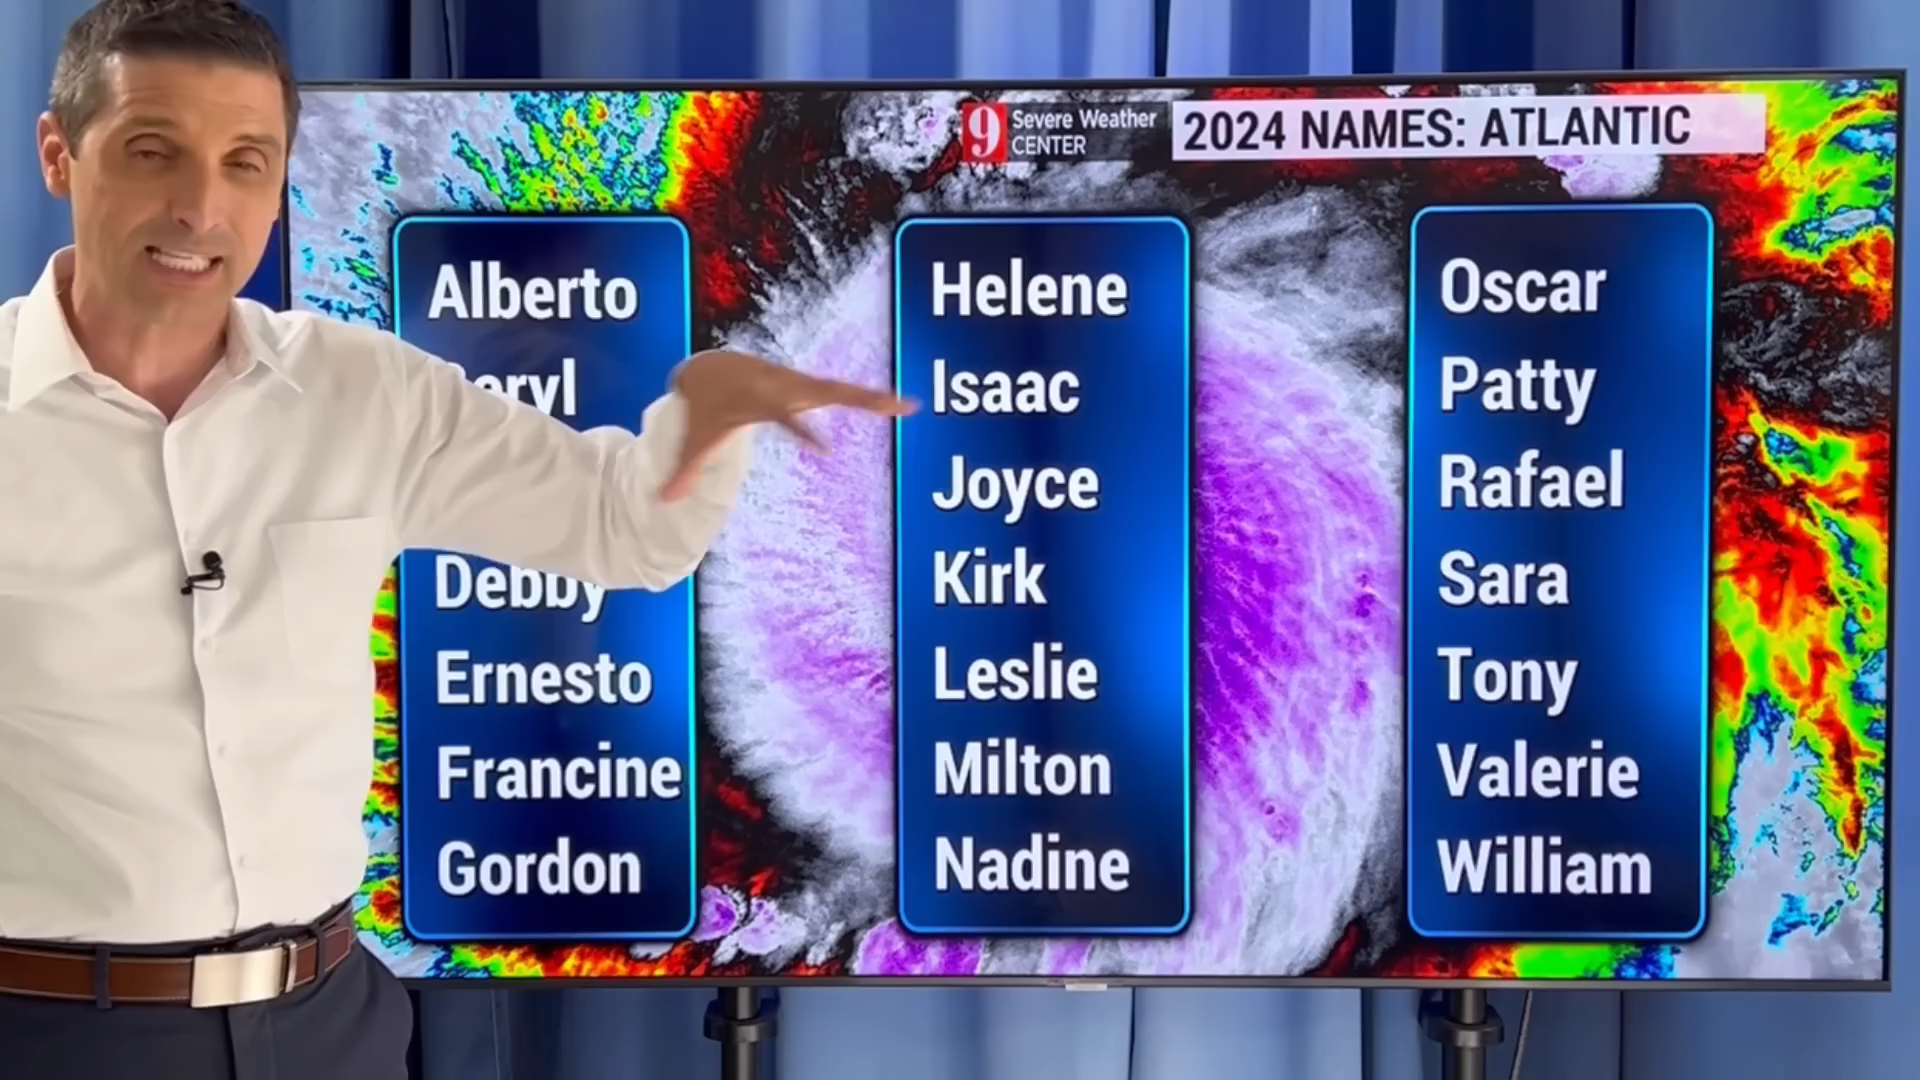 9 Severe Weather
CENTER
2024 NAMES: ATLANTIC
Alberto
Debby
Ernesto
Francine
Gordon
Helene
Isaac
Joyce
Kirk
Leslie
Milton
Nadine
Oscar
Patty
Rafael
Sara
Tony
Valerie
William